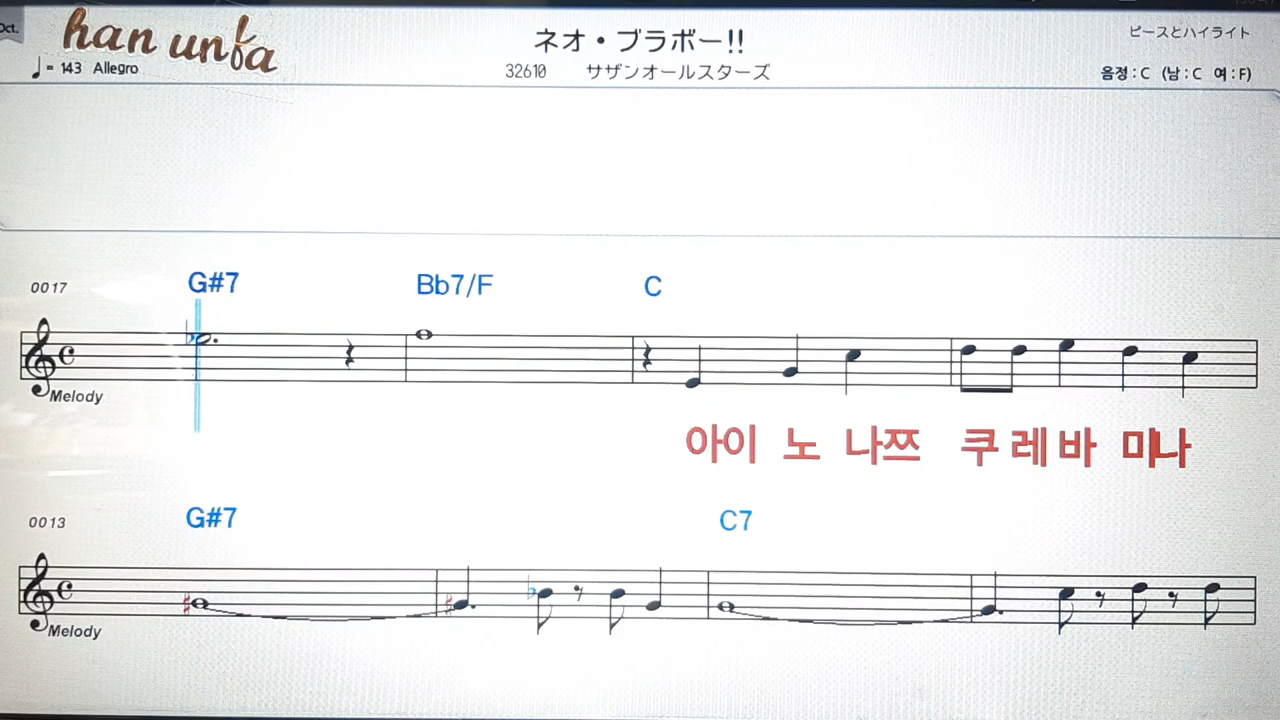 Oct.
han unfa
ネオ・ブラボー!!
ピースとハイライト
♩= 143 Allegro
32610 サザンオールスターズ
음정 : C (남 : C 여 : F)
0017 G#7 Bb7/F C
Melody
아이 노 나쯔 쿠 레 바 미나
0013 G#7 C7
Melody